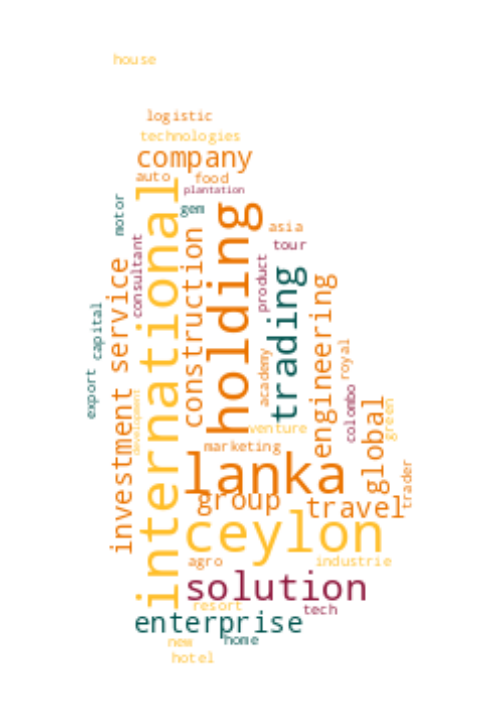 house
logistic
technologies
company
auto
food
plantation
gem
motor
international
holding
asia
tour
consultant
construction
product
service
trading
engineering
capital
royal
academy
export
investment
development
colombo
green
venture
global
marketing
lanka
trader
group
travel
ceylon
agro
industrie
solution
resort
tech
enterprise
new
home
hotel